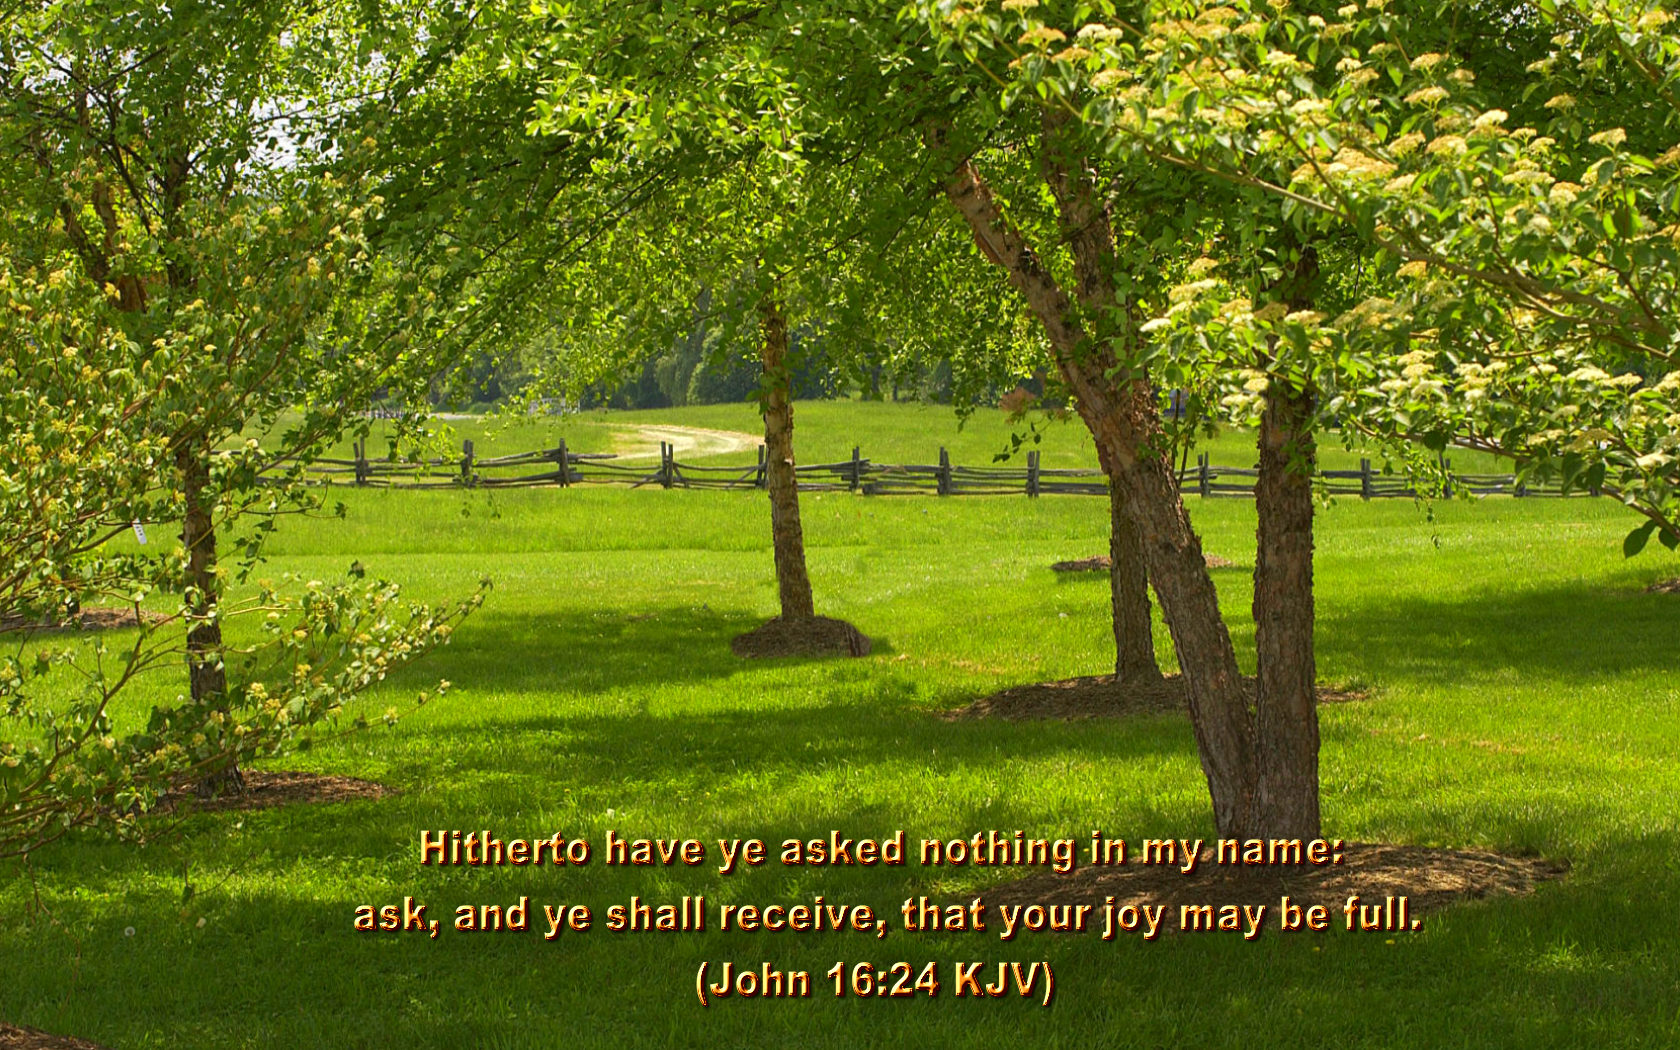 Hitherto have ye asked nothing in my name:
ask, and ye shall receive, that your joy may be full.
(John 16:24 KJV)